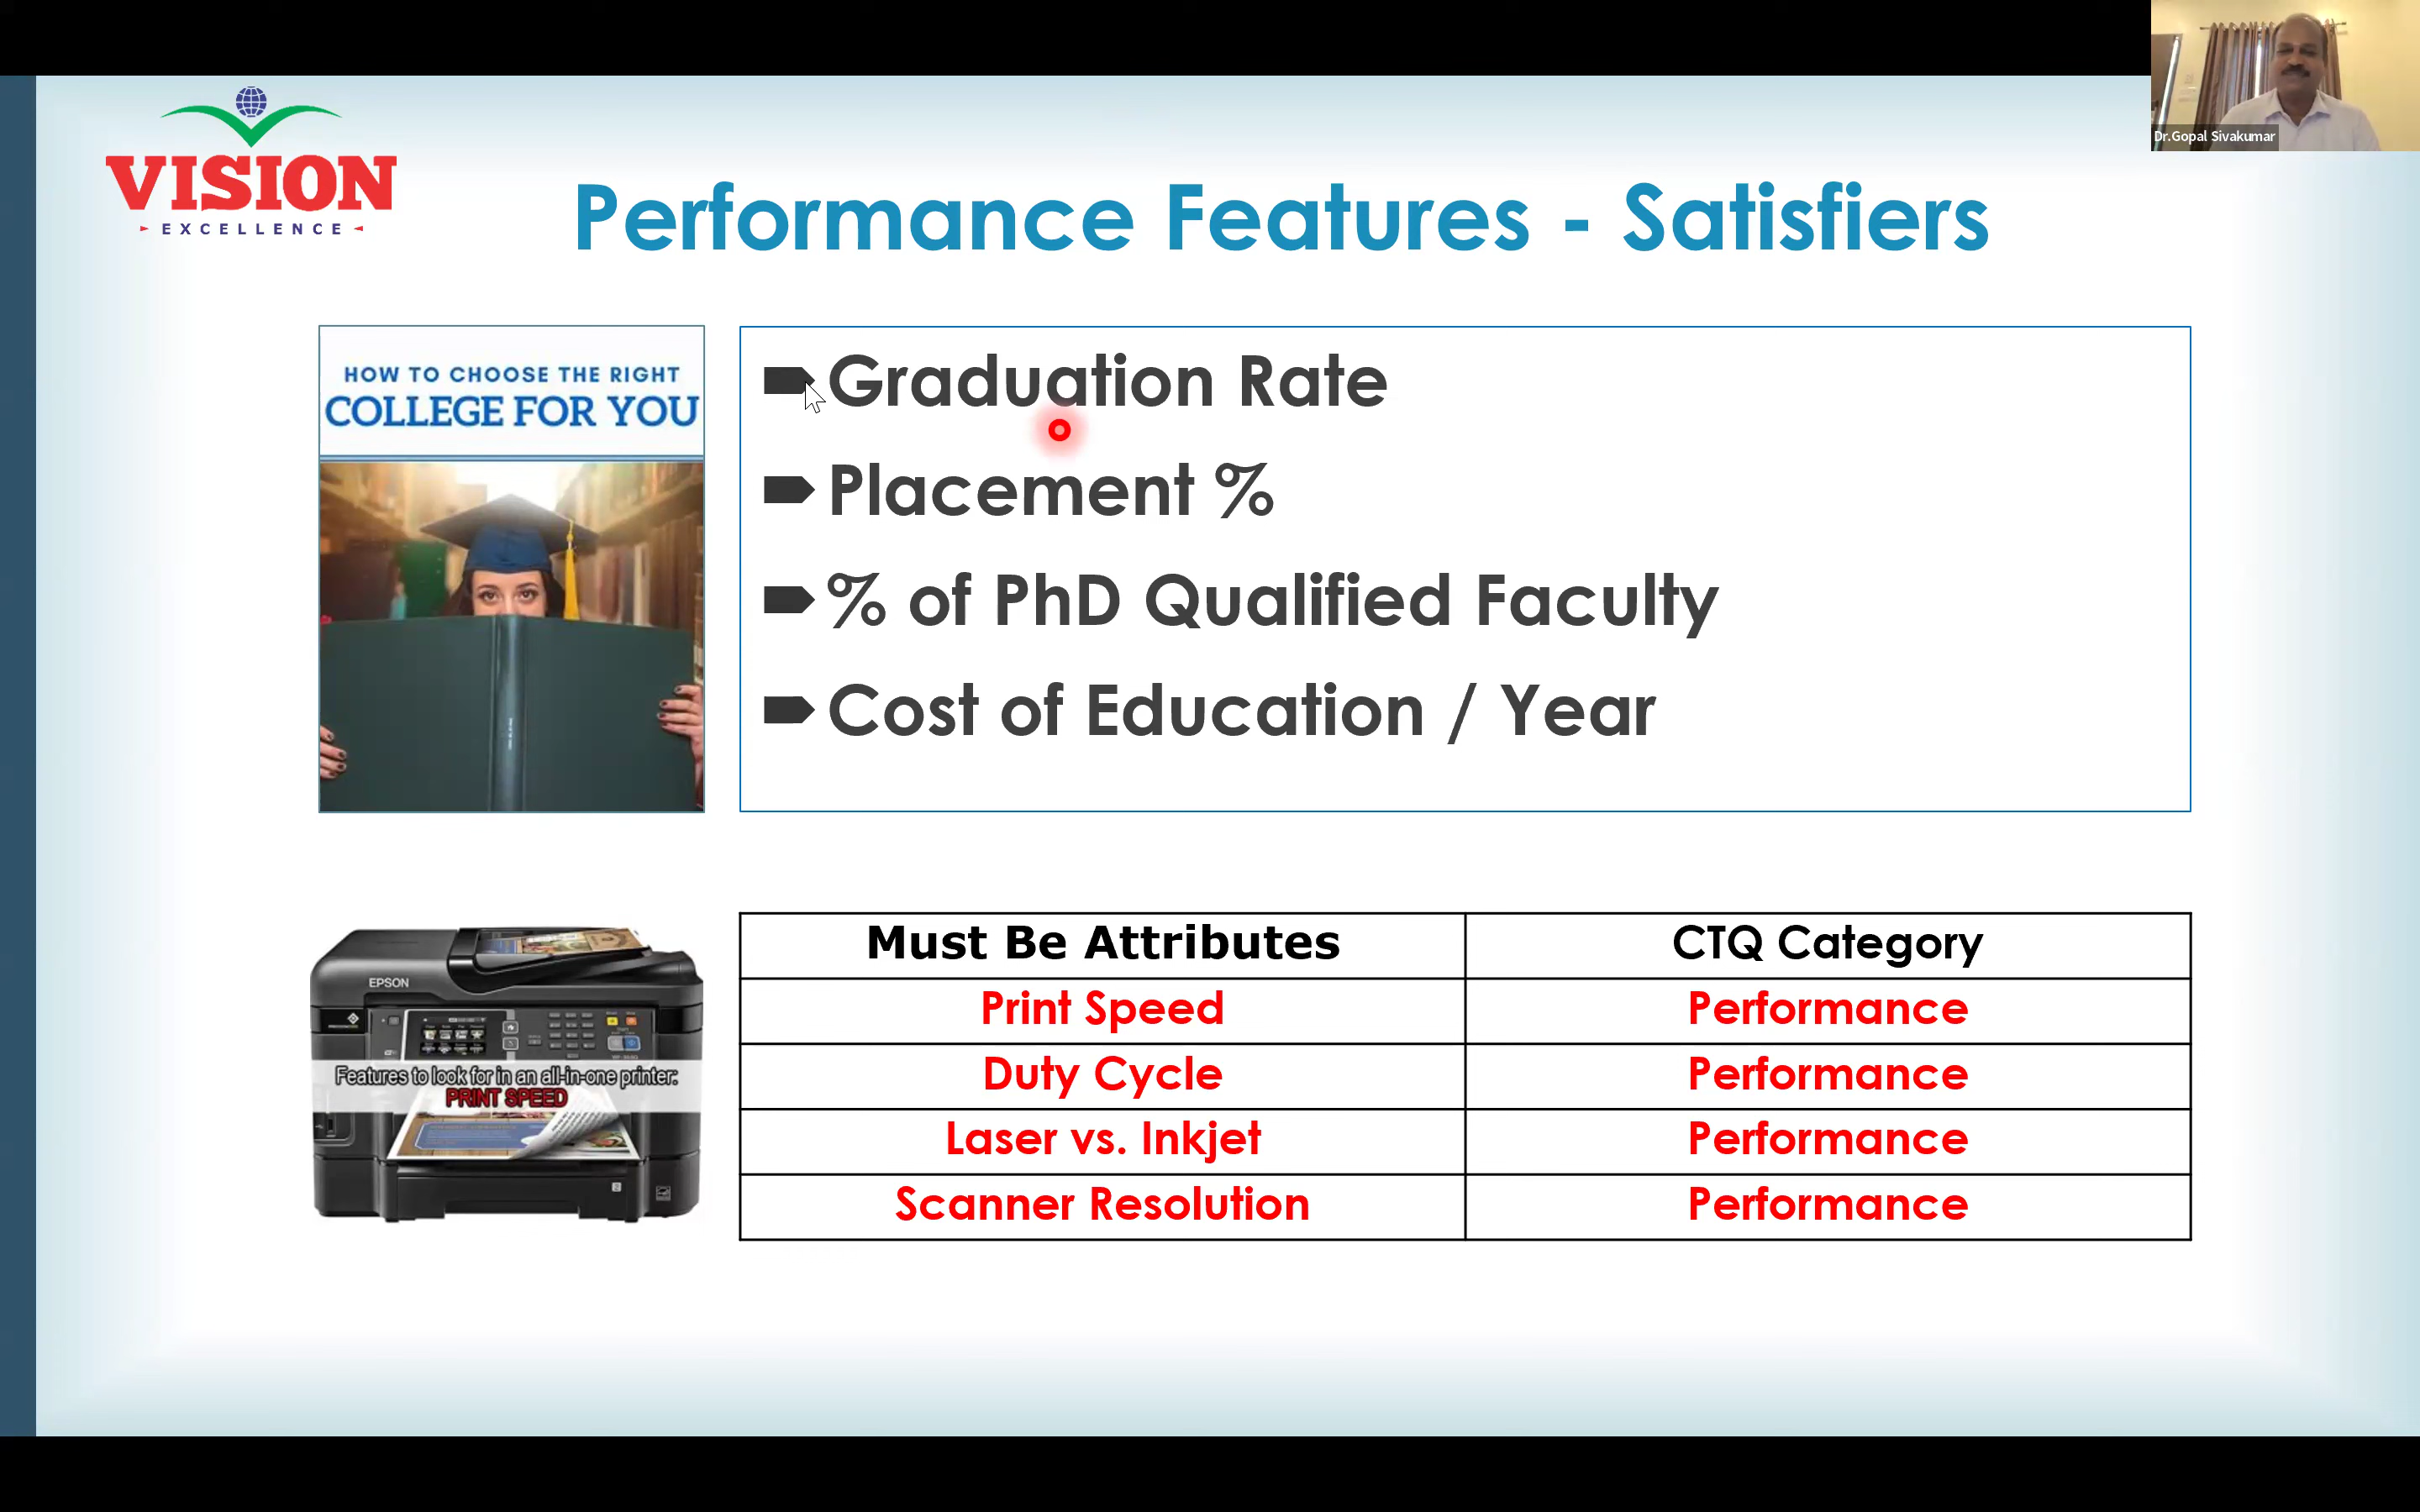 Dr.Gopal Sivakumar
VISION
EXCELLENCE
Performance Features - Satisfiers
HOW TO CHOOSE THE RIGHT
COLLEGE FOR YOU
Graduation Rate
Placement %
% of PhD Qualified Faculty
Cost of Education / Year
EPSON
Features to look for in an all-in-one printer:
PRINT SPEED
Must Be Attributes CTQ Category
Print Speed Performance
Duty Cycle Performance
Laser vs. Inkjet Performance
Scanner Resolution Performance